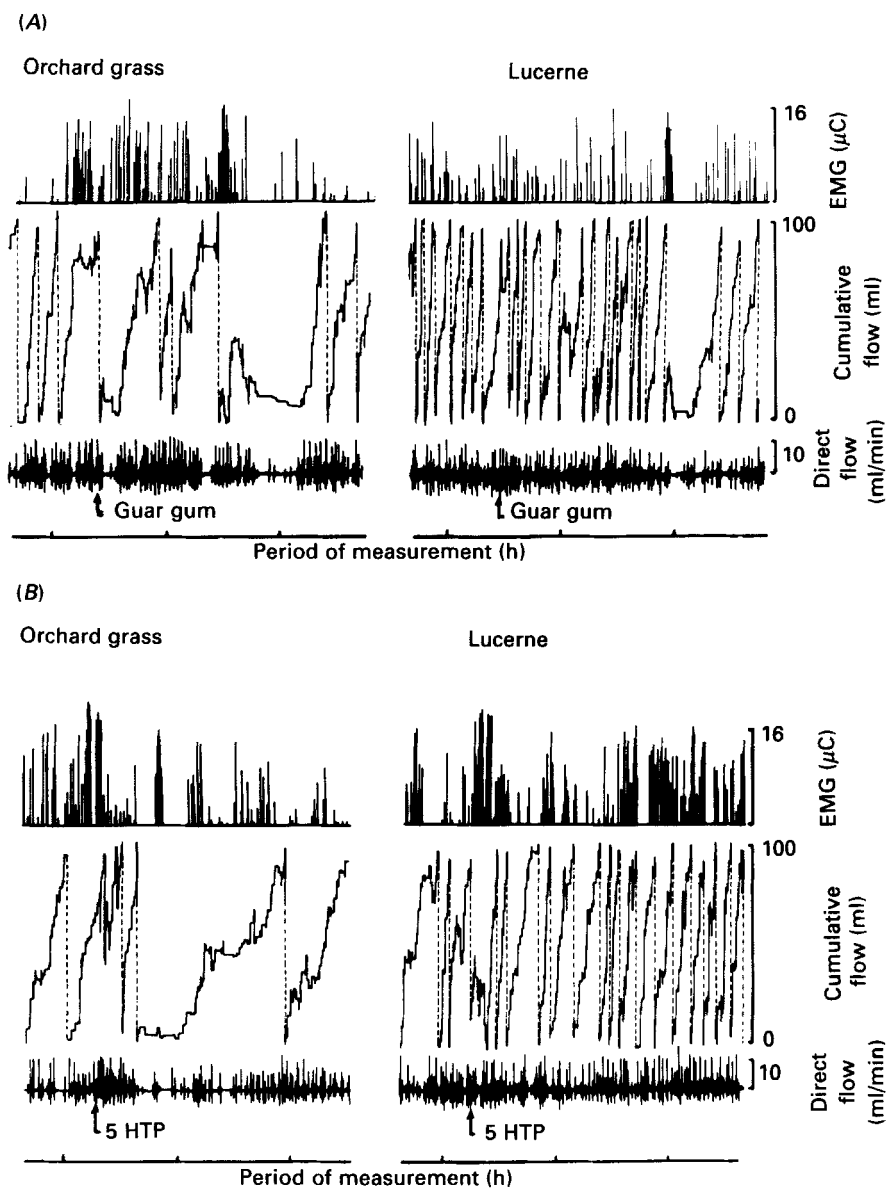 (A)
Orchard grass
Lucerne
16
EMG (μC)
100
Cumulative
flow (ml)
0
10
Direct
flow
(ml/min)
Guar gum
Guar gum
Period of measurement (h)
(B)
Orchard grass
Lucerne
16
EMG (μC)
100
Cumulative
flow (ml)
0
10
Direct
flow
(ml/min)
5 HTP
5 HTP
Period of measurement (h)